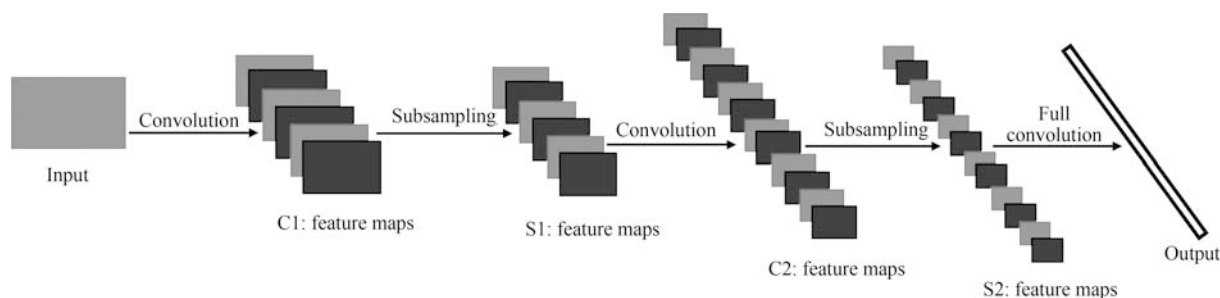 Input
Convolution
C1: feature maps
Subsampling
S1: feature maps
Convolution
C2: feature maps
Subsampling
S2: feature maps
Full
convolution
Output